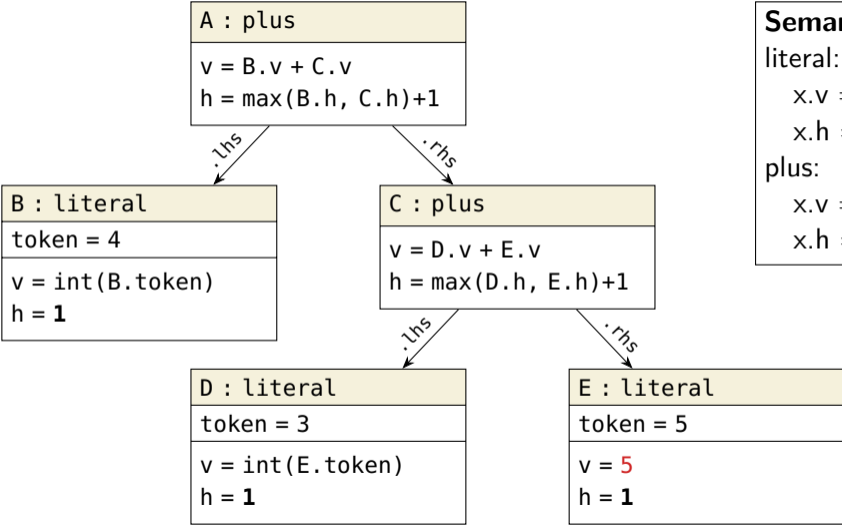 A : plus
v = B.v + C.v
h = max(B.h, C.h)+1
literal:
x.v =
x.h =
plus:
x.v =
x.h =
.lhs
.rhs
B : literal
token = 4
v = int(B.token)
h = 1
C : plus
v = D.v + E.v
h = max(D.h, E.h)+1
.lhs
.rhs
D : literal
token = 3
v = int(E.token)
h = 1
E : literal
token = 5
v = 5
h = 1